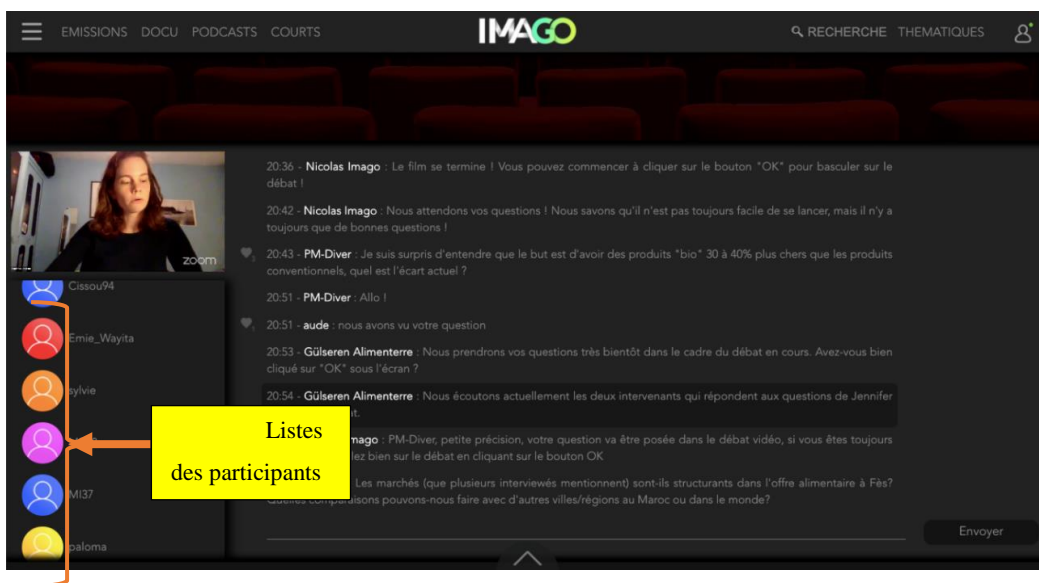 EMISSIONS DOCU PODCASTS COURTS
IMAGO
RECHERCHE THEMATIQUES
zoom
Cissou94
Emie_Wayita
sylvie
MI37
paloma
Listes
des participants
20:36 - Nicolas Imago : Le film se termine ! Vous pouvez commencer à cliquer sur le bouton "OK" pour basculer sur le
débat !
20:42 - Nicolas Imago : Nous attendons vos questions ! Nous savons qu'il n'est pas toujours facile de se lancer, mais il n'y a
toujours que de bonnes questions !
20:43 - PM-Diver : Je suis surpris d'entendre que le but est d'avoir des produits "bio" 30 à 40% plus chers que les produits
conventionnels, quel est l'écart actuel ?
20:51 - PM-Diver : Allo !
20:51 - aude : nous avons vu votre question
20:53 - Gülseren Alimenterre : Nous prendrons vos questions très bientôt dans le cadre du débat en cours. Avez-vous bien
cliqué sur "OK" sous l'écran ?
20:54 - Gülseren Alimenterre : Nous écoutons actuellement les deux intervenants qui répondent aux questions de Jennifer
mago : PM-Diver, petite précision, votre question va être posée dans le débat vidéo, si vous êtes toujours
bien sur le débat en cliquant sur le bouton OK
Les marchés (que plusieurs interviewés mentionnent) sont-ils structurants dans l'offre alimentaire à Fès?
Quelles comparaisons pouvons-nous faire avec d'autres villes/régions au Maroc ou dans le monde?
Envoyer